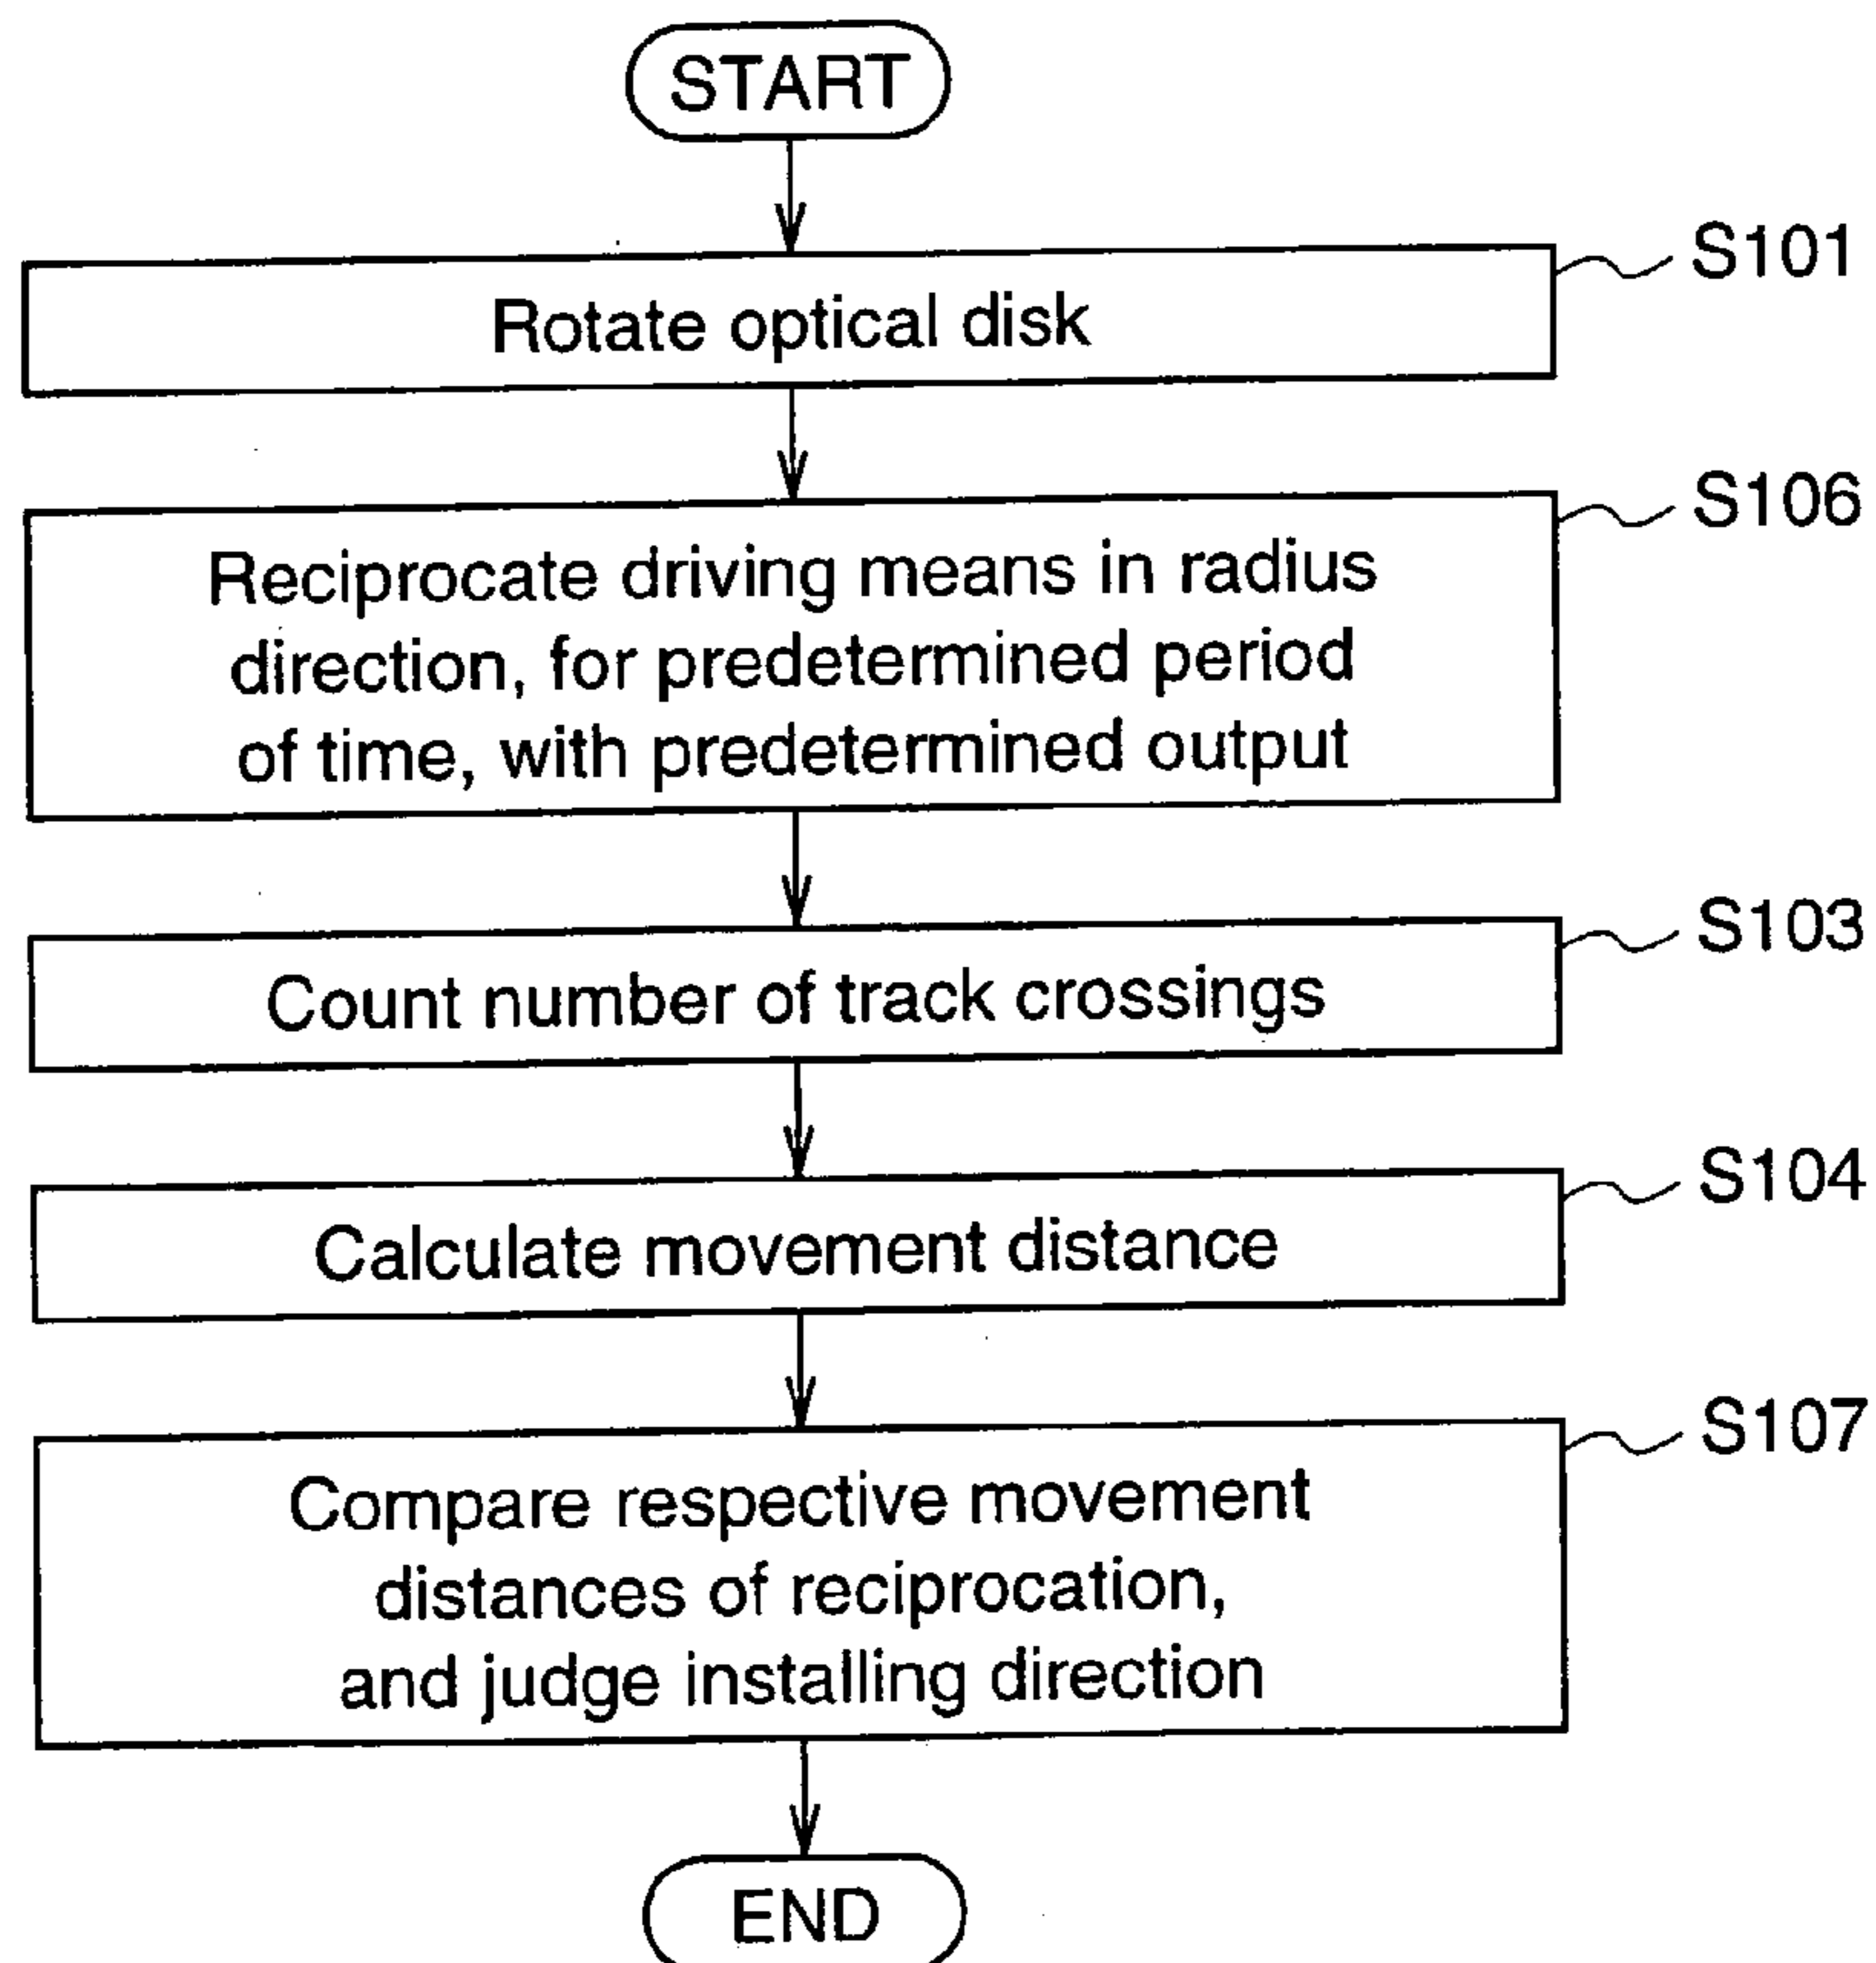 START
S101
Rotate optical disk
S106
Reciprocate driving means in radius
direction, for predetermined period
of time, with predetermined output
S103
Count number of track crossings
S104
Calculate movement distance
S107
Compare respective movement
distances of reciprocation,
and judge installing direction
END